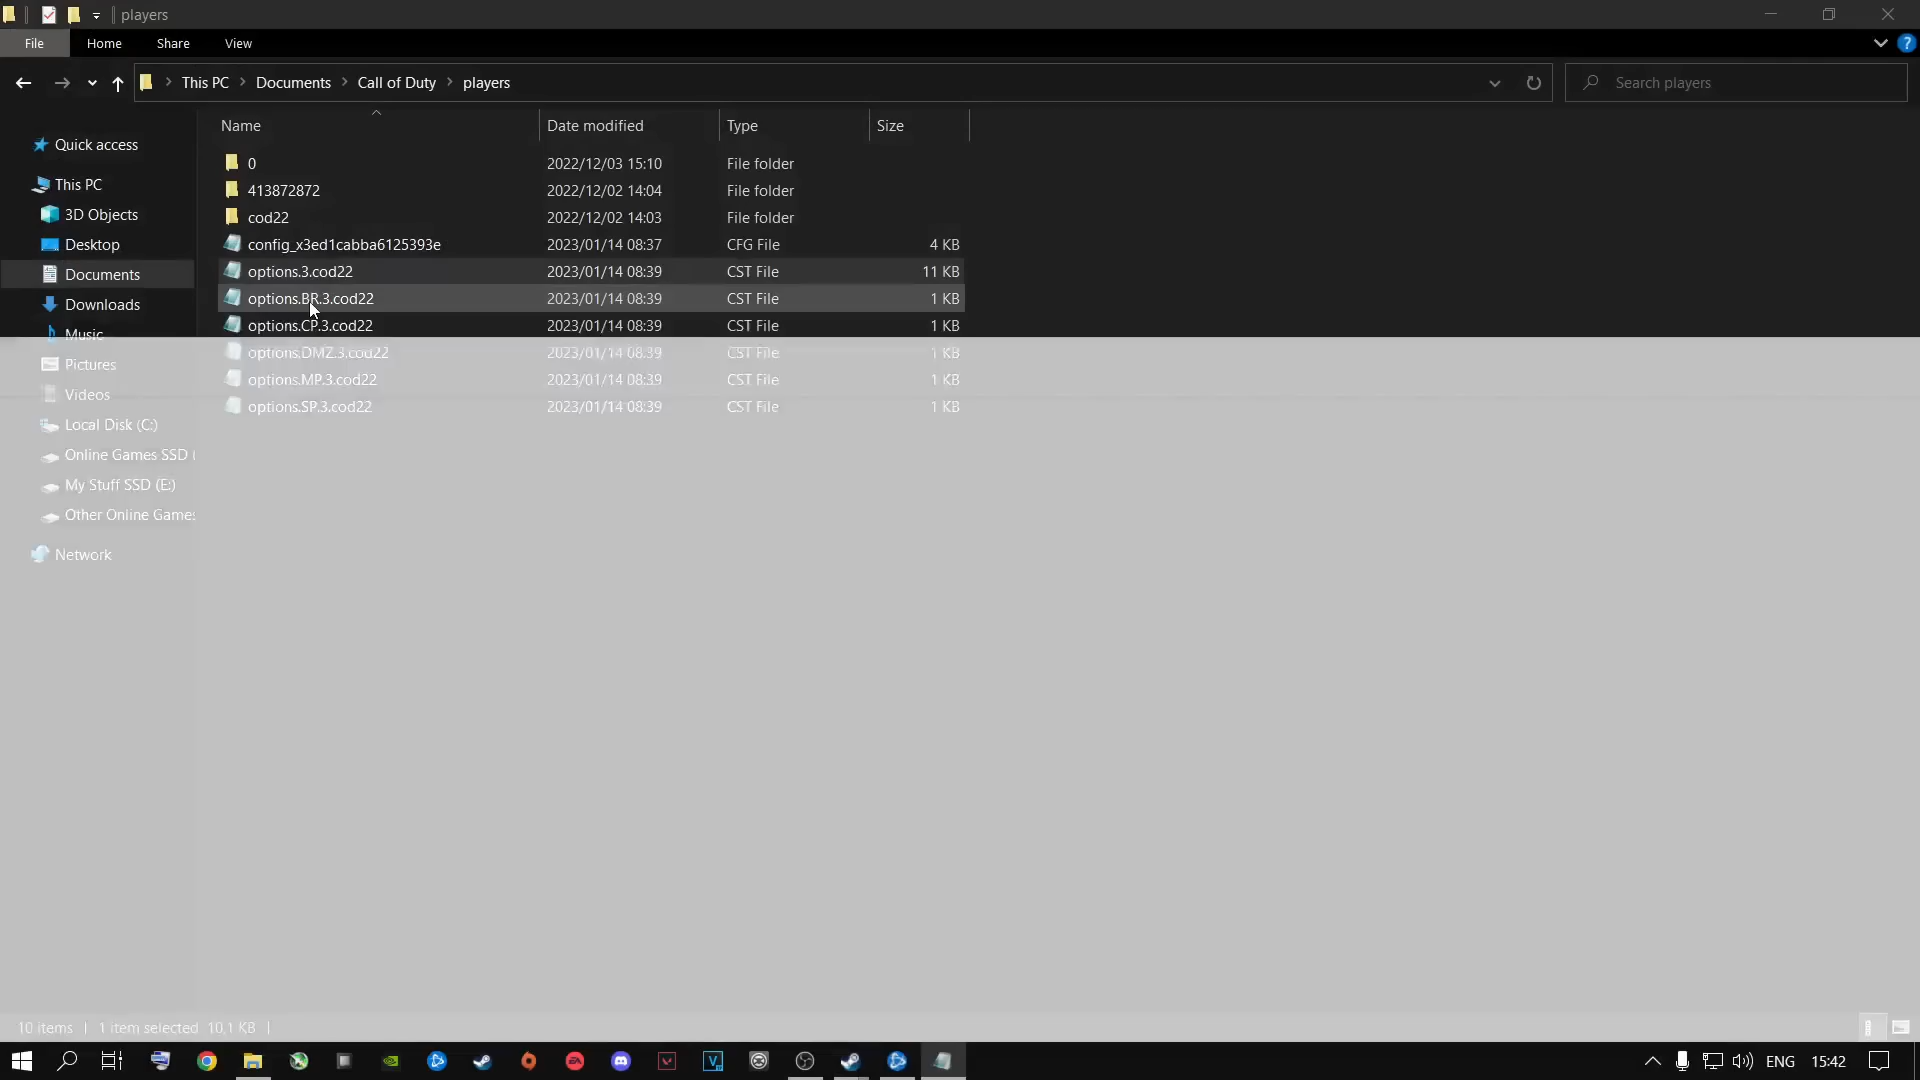 players
File Home Share View
This PC Documents Call of Duty players
Search players
Name Date modified Type Size
Quick access
This PC
3D Objects
Desktop
Documents
Downloads
Music
Pictures
Videos
Local Disk (C:)
Online Games SSD (
My Stuff SSD (E:)
Other Online Games
Network
0 2022/12/03 15:10 File folder
413872872 2022/12/02 14:04 File folder
cod22 2022/12/02 14:03 File folder
config_x3ed1cabba6125393e 2023/01/14 08:37 CFG File 4 KB
options.3.cod22 2023/01/14 08:39 CST File 11 KB
options.BR.3.cod22 2023/01/14 08:39 CST File 1 KB
options.CP.3.cod22 2023/01/14 08:39 CST File 1 KB
options.DMZ.3.cod22 2023/01/14 08:39 CST File 1 KB
options.MP.3.cod22 2023/01/14 08:39 CST File 1 KB
options.SP.3.cod22 2023/01/14 08:39 CST File 1 KB
10 items 1 item selected 10,1 KB
ENG 15:42